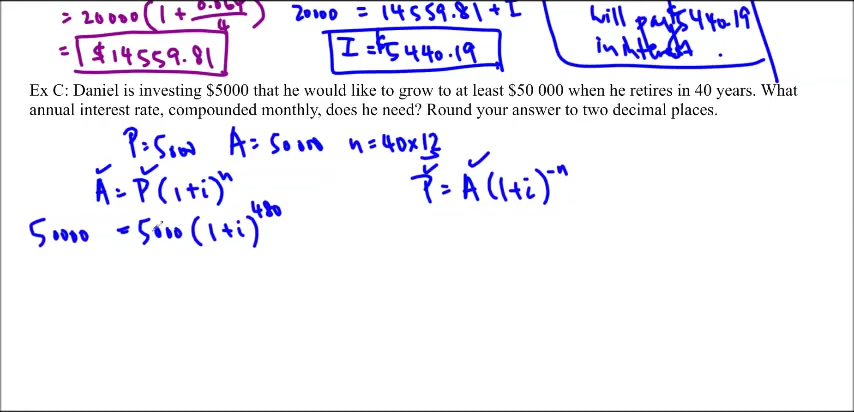 = 20000(1 + 0.064/4)
= $14559.81
20000 = 14559.81 + I
I = $5440.19
will pay $5440.19
in interest.
Ex C: Daniel is investing $5000 that he would like to grow to at least $50 000 when he retires in 40 years. What
annual interest rate, compounded monthly, does he need? Round your answer to two decimal places.
P = 5000 A = 50000 n = 40×12
A = P(1+i)^n P = A(1+i)^-n
50000 = 5000(1+i)^480